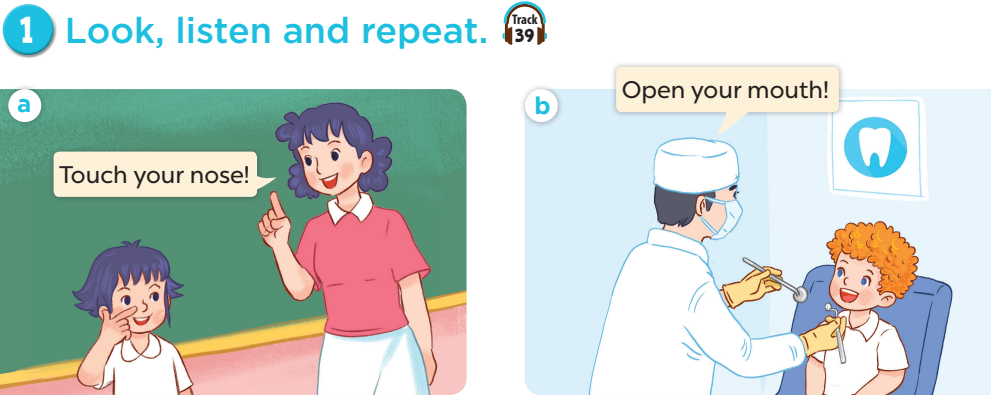 1 Look, listen and repeat. Track 39
a
Touch your nose!
b
Open your mouth!